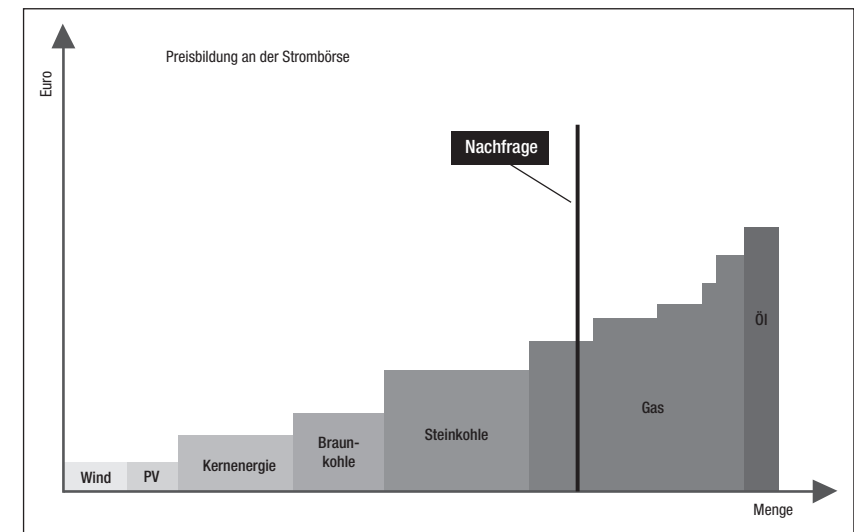 Preisbildung an der Strombörse
Euro
Nachfrage
Öl
Gas
Steinkohle
Braun-
kohle
Kernenergie
Wind
PV
Menge